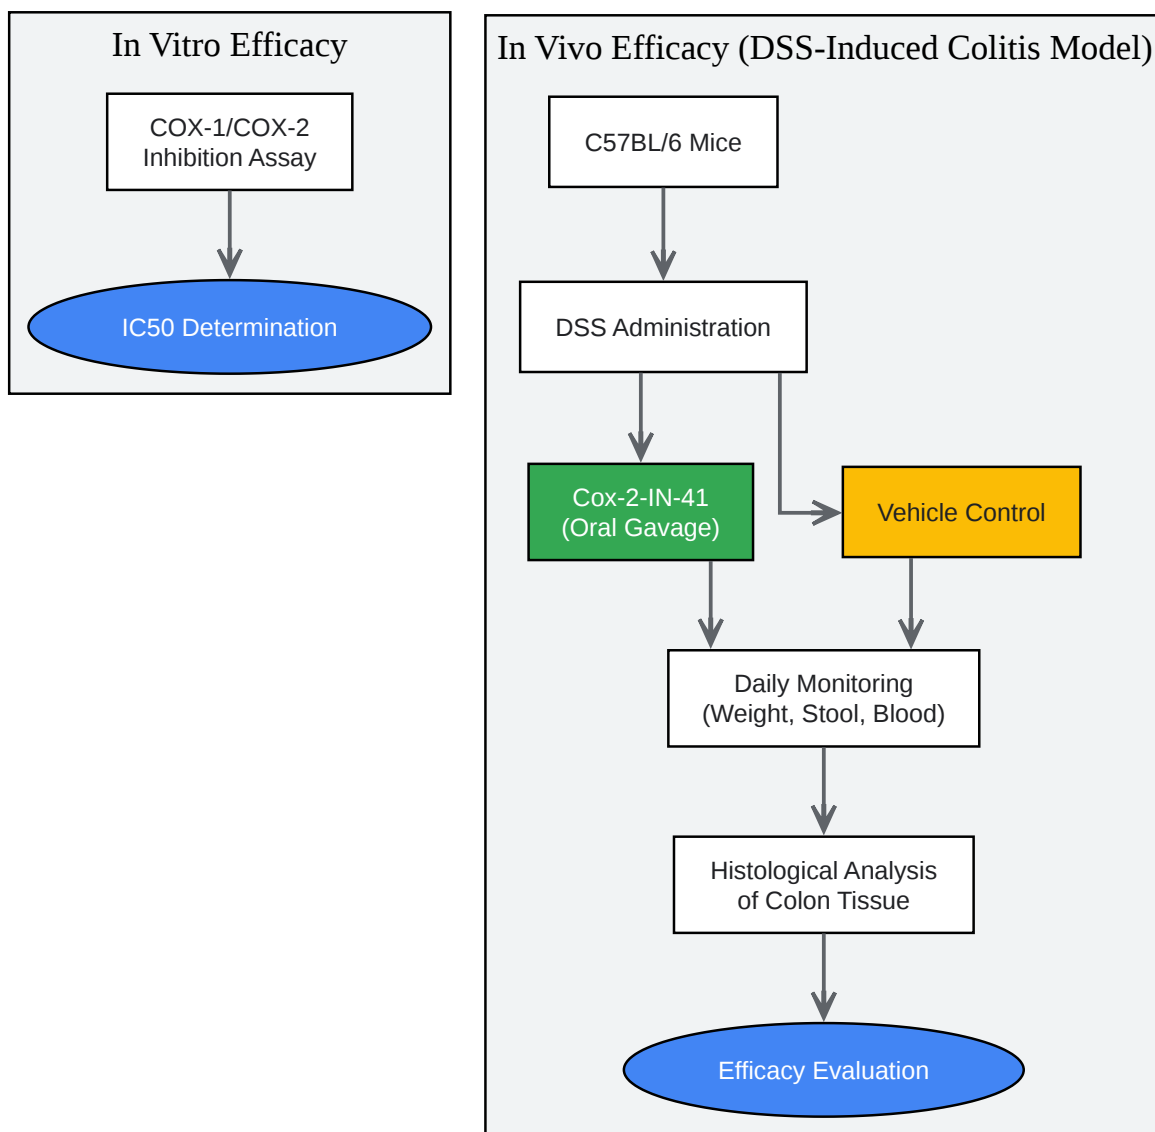 In Vitro Efficacy
COX-1/COX-2
Inhibition Assay
IC50 Determination
In Vivo Efficacy (DSS-Induced Colitis Model)
C57BL/6 Mice
DSS Administration
Cox-2-IN-41
(Oral Gavage)
Vehicle Control
Daily Monitoring
(Weight, Stool, Blood)
Histological Analysis
of Colon Tissue
Efficacy Evaluation